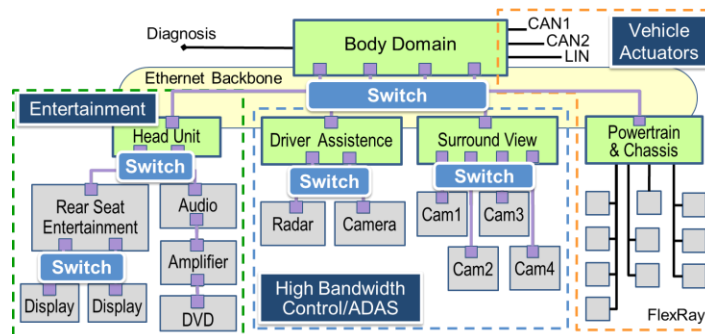 Diagnosis
Body Domain
CAN1
CAN2
LIN
Vehicle
Actuators
Ethernet Backbone
Switch
Entertainment
Head Unit
Switch
Driver Assistence
Switch
Surround View
Switch
Powertrain
& Chassis
Rear Seat
Entertainment
Switch
Display
Display
Audio
Amplifier
DVD
Radar
Camera
Cam1
Cam3
Cam2
Cam4
High Bandwidth
Control/ADAS
FlexRay